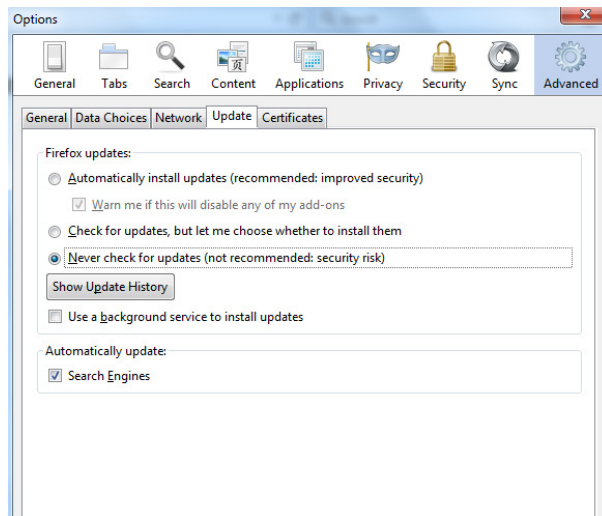 Options
General Tabs Search Content Applications Privacy Security Sync Advanced
General Data Choices Network Update Certificates
Firefox updates:
Automatically install updates (recommended: improved security)
Warn me if this will disable any of my add-ons
Check for updates, but let me choose whether to install them
Never check for updates (not recommended: security risk)
Show Update History
Use a background service to install updates
Automatically update:
Search Engines